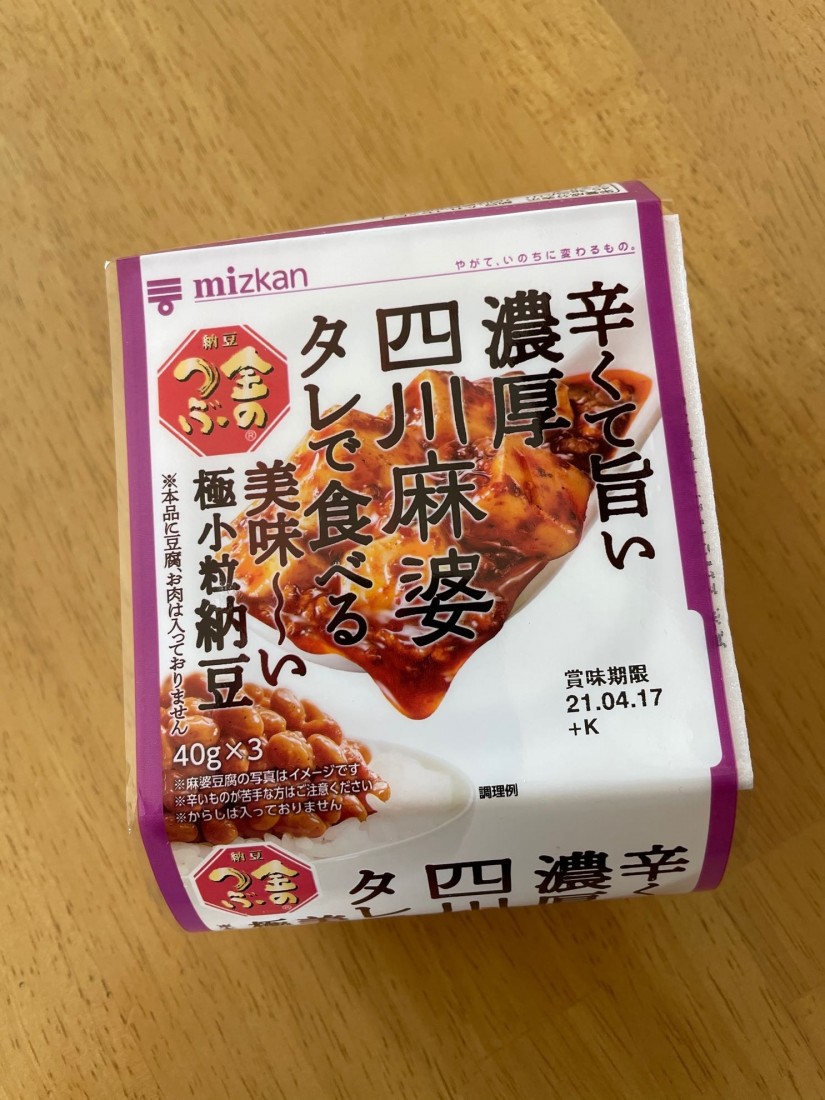 mizkan
やがて、いのちに変わるもの。
辛くて旨い
濃厚
四川麻婆
タレで食べる
美味〜い
極小粒納豆
納豆
金の
つぶ®
※本品に豆腐、お肉は入っておりません
賞味期限
21.04.17
+K
40g×3
※麻婆豆腐の写真はイメージです
※辛いものが苦手な方はご注意ください
※からしは入っておりません
調理例
納豆
金の
つぶ®
辛く
濃厚
四川
タレ